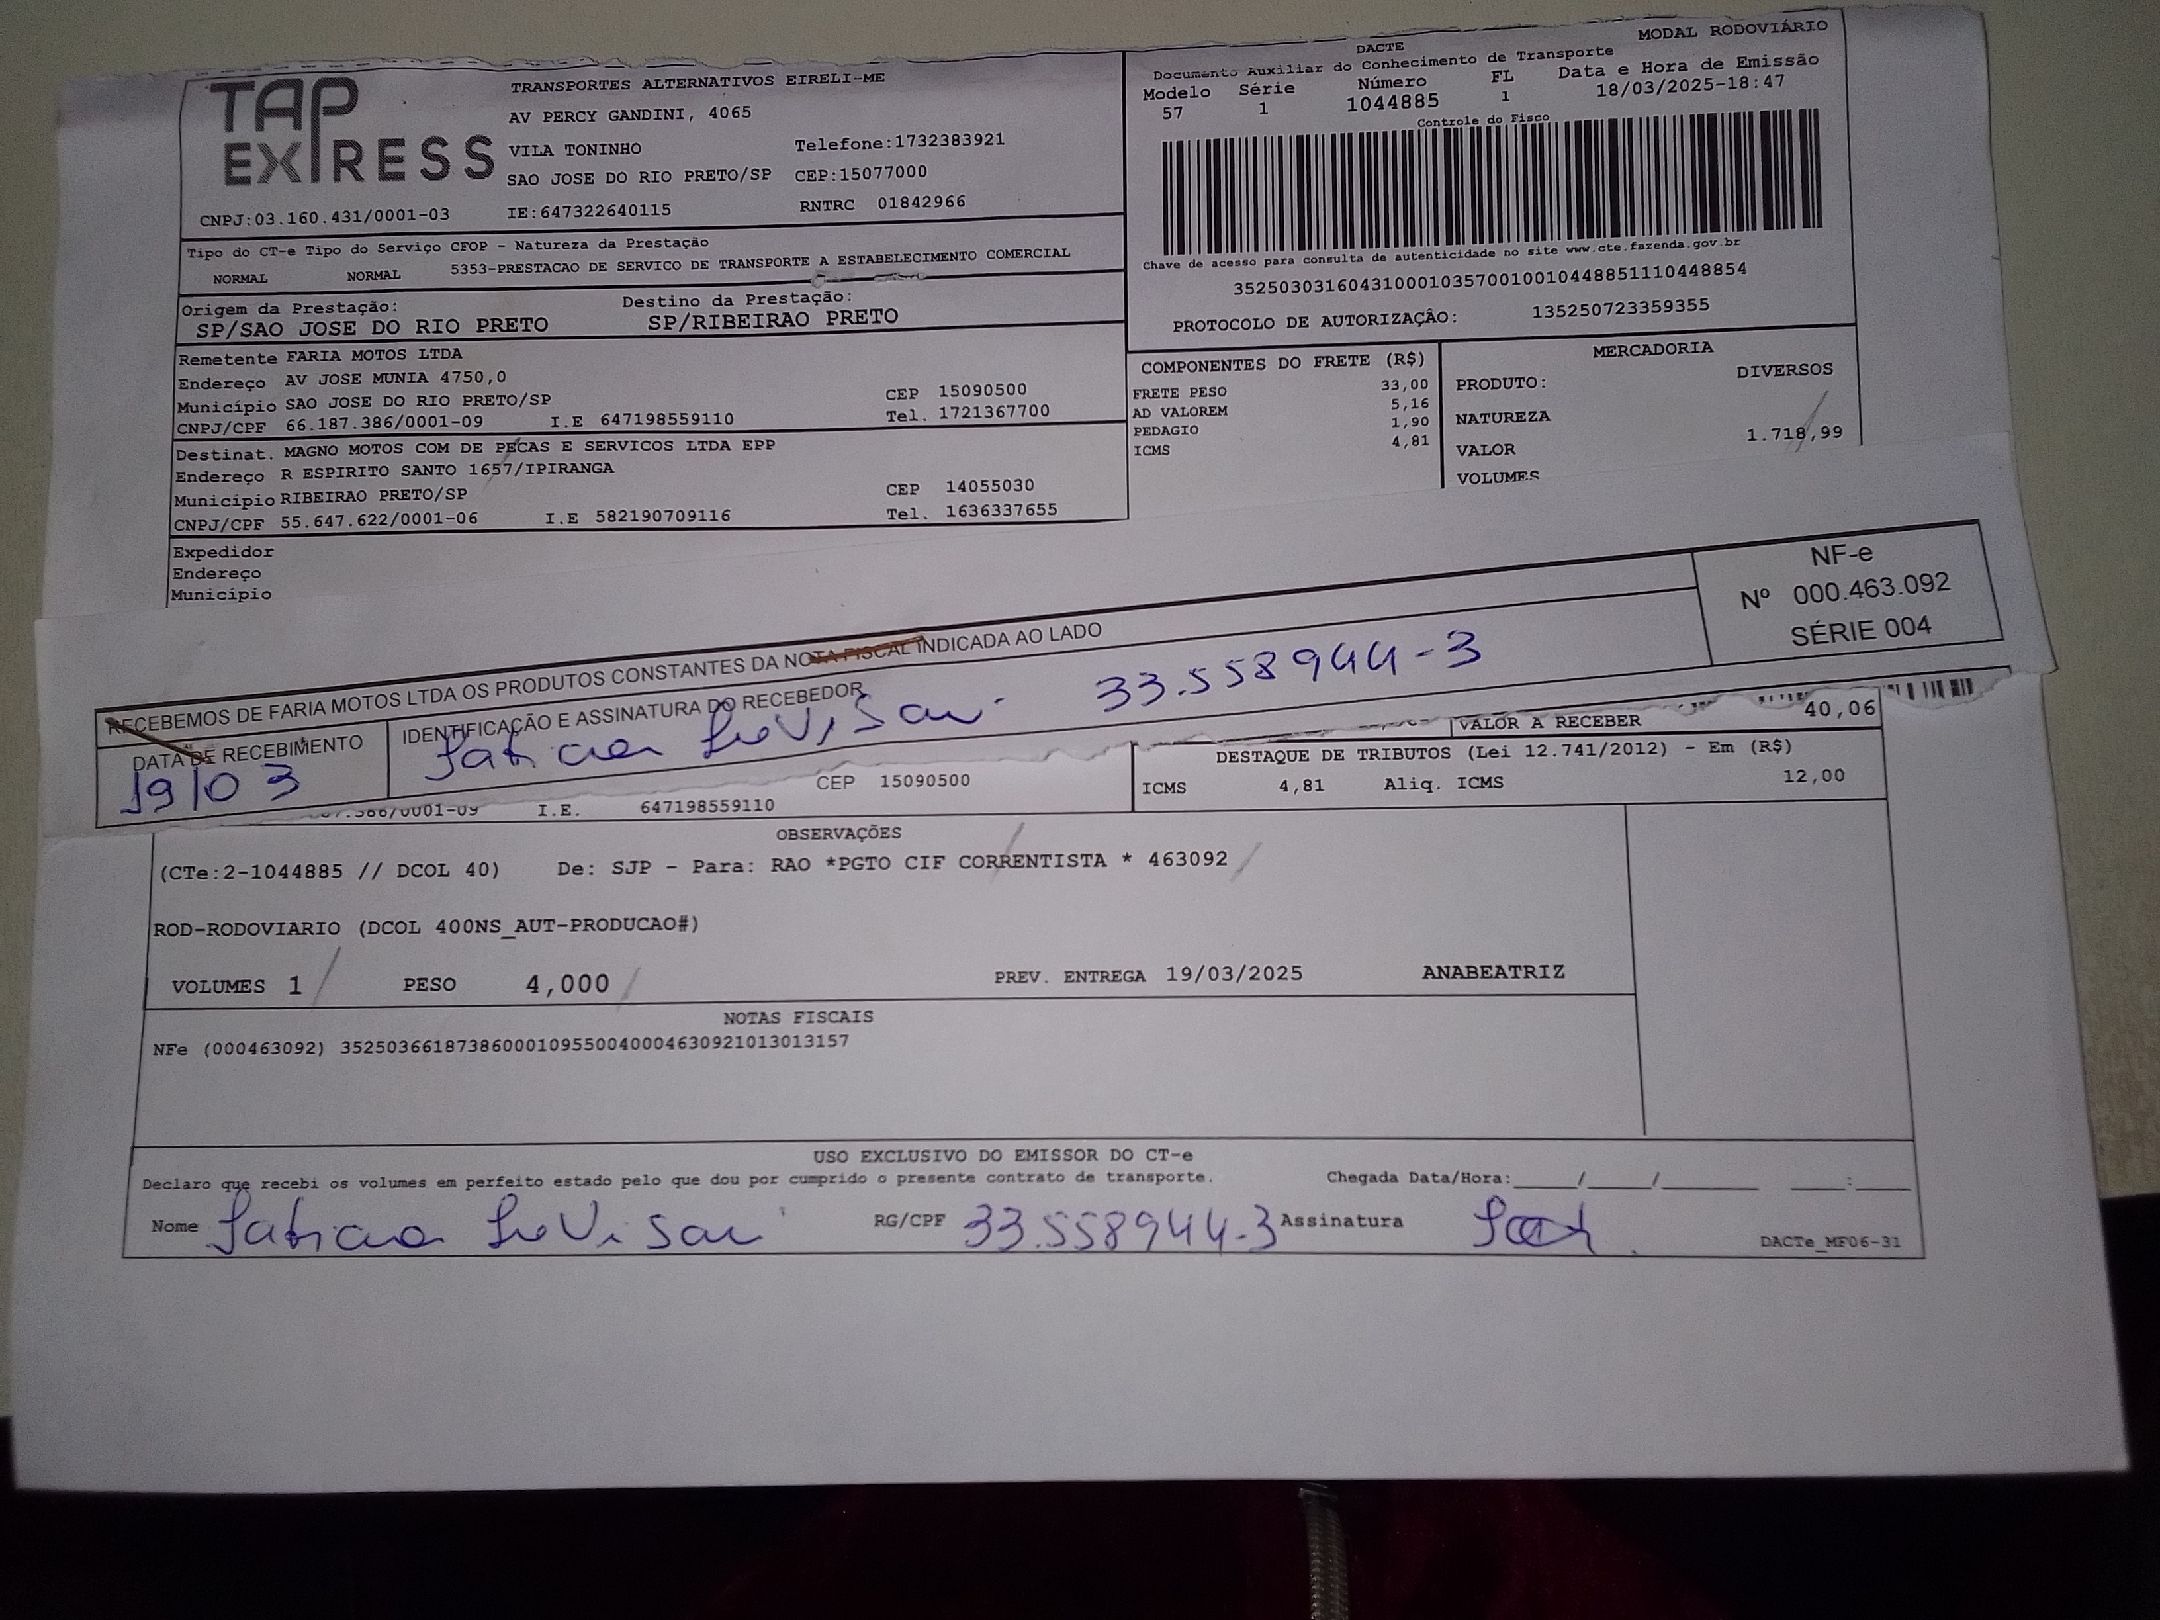 TAP EXPRESS
TRANSPORTES ALTERNATIVOS EIRELI-ME
AV PERCY GANDINI, 4065
VILA TONINHO Telefone:1732383921
SAO JOSE DO RIO PRETO/SP CEP:15077000
CNPJ:03.160.431/0001-03 IE:647322640115 RNTRC 01842966
MODAL RODOVIÁRIO
DACTE
Documento Auxiliar do Conhecimento de Transporte
Modelo Série Número FL Data e Hora de Emissão
57 1 1044885 1 18/03/2025-18:47
Controle do Fisco
Chave de acesso para consulta de autenticidade no site www.cte.fazenda.gov.br
35250303160431000103570010010448851110448854
PROTOCOLO DE AUTORIZAÇÃO: 135250723359355
Tipo do CT-e Tipo do Serviço CFOP - Natureza da Prestação
NORMAL NORMAL 5353-PRESTACAO DE SERVICO DE TRANSPORTE A ESTABELECIMENTO COMERCIAL
Origem da Prestação: Destino da Prestação:
SP/SAO JOSE DO RIO PRETO SP/RIBEIRAO PRETO
Remetente FARIA MOTOS LTDA
Endereço AV JOSE MUNIA 4750,0
Município SAO JOSE DO RIO PRETO/SP CEP 15090500
CNPJ/CPF 66.187.386/0001-09 I.E 647198559110 Tel. 1721367700
Destinat. MAGNO MOTOS COM DE PECAS E SERVICOS LTDA EPP
Endereço R ESPIRITO SANTO 1657/IPIRANGA
Município RIBEIRAO PRETO/SP CEP 14055030
CNPJ/CPF 55.647.622/0001-06 I.E 582190709116 Tel. 1636337655
Expedidor
Endereço
Município
COMPONENTES DO FRETE (R$)
FRETE PESO 33,00
AD VALOREM 5,16
PEDAGIO 1,90
ICMS 4,81
MERCADORIA
PRODUTO: DIVERSOS
NATUREZA
VALOR 1.718,99
VOLUMES
RECEBEMOS DE FARIA MOTOS LTDA OS PRODUTOS CONSTANTES DA NOTA FISCAL INDICADA AO LADO
NF-e
Nº 000.463.092
SÉRIE 004
DATA DE RECEBIMENTO IDENTIFICAÇÃO E ASSINATURA DO RECEBEDOR
19/03 33.558944-3
VALOR A RECEBER 40,06
DESTAQUE DE TRIBUTOS (Lei 12.741/2012) - Em (R$)
ICMS 4,81 Aliq. ICMS 12,00
CEP 15090500
I.E. 647198559110
OBSERVAÇÕES
(CTe:2-1044885 // DCOL 40) De: SJP - Para: RAO *PGTO CIF CORRENTISTA * 463092
ROD-RODOVIARIO (DCOL 400NS_AUT-PRODUCAO#)
VOLUMES 1 PESO 4,000 PREV. ENTREGA 19/03/2025 ANABEATRIZ
NOTAS FISCAIS
NFe (000463092) 35250366187386000109550040004630921013013157
USO EXCLUSIVO DO EMISSOR DO CT-e
Declaro que recebi os volumes em perfeito estado pelo que dou por cumprido o presente contrato de transporte. Chegada Data/Hora:_____/_____/________ ____:____
Nome RG/CPF 33.558944-3 Assinatura
DACTe_MF06-31